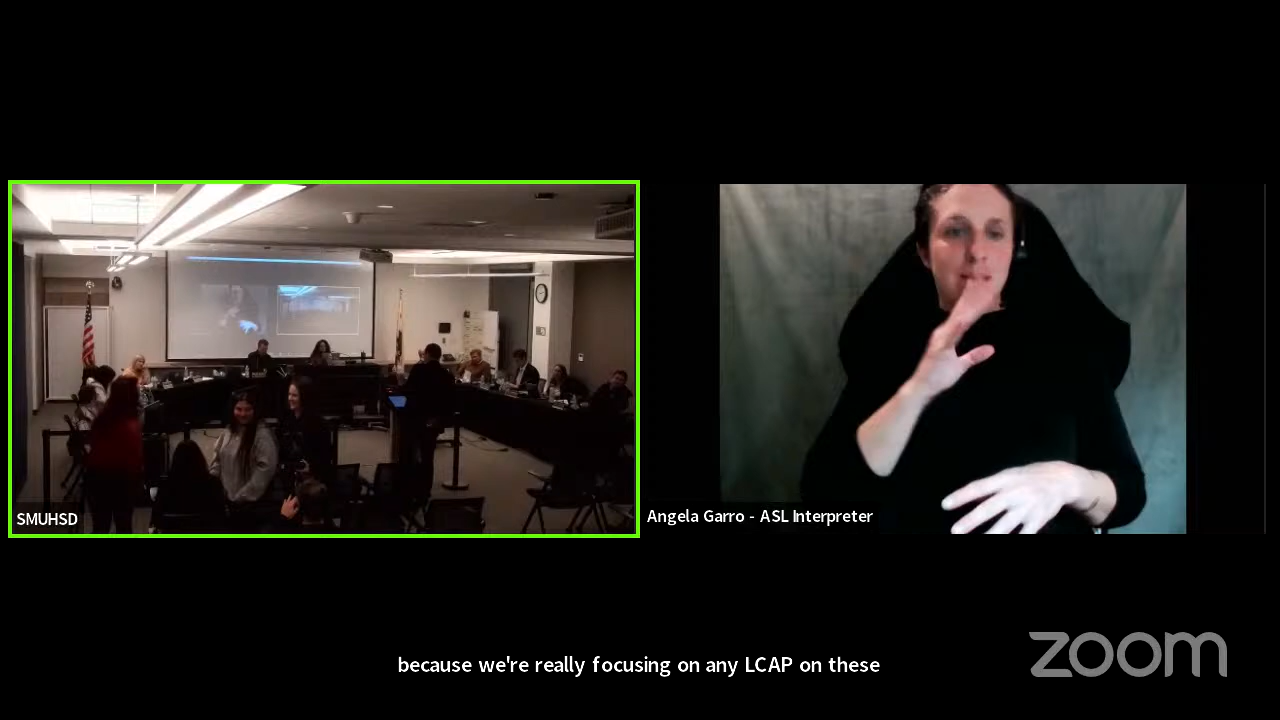 SMUHSD
Angela Garro - ASL Interpreter
because we're really focusing on any LCAP on these
zoom